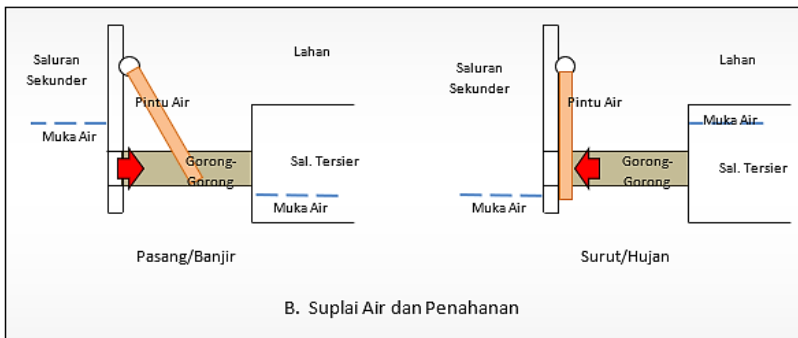 Saluran
Sekunder
Lahan
Pintu Air
Muka Air
Gorong-
Gorong
Sal. Tersier
Muka Air
Pasang/Banjir
Saluran
Sekunder
Lahan
Pintu Air
Muka Air
Gorong-
Gorong
Sal. Tersier
Muka Air
Surut/Hujan
B. Suplai Air dan Penahanan